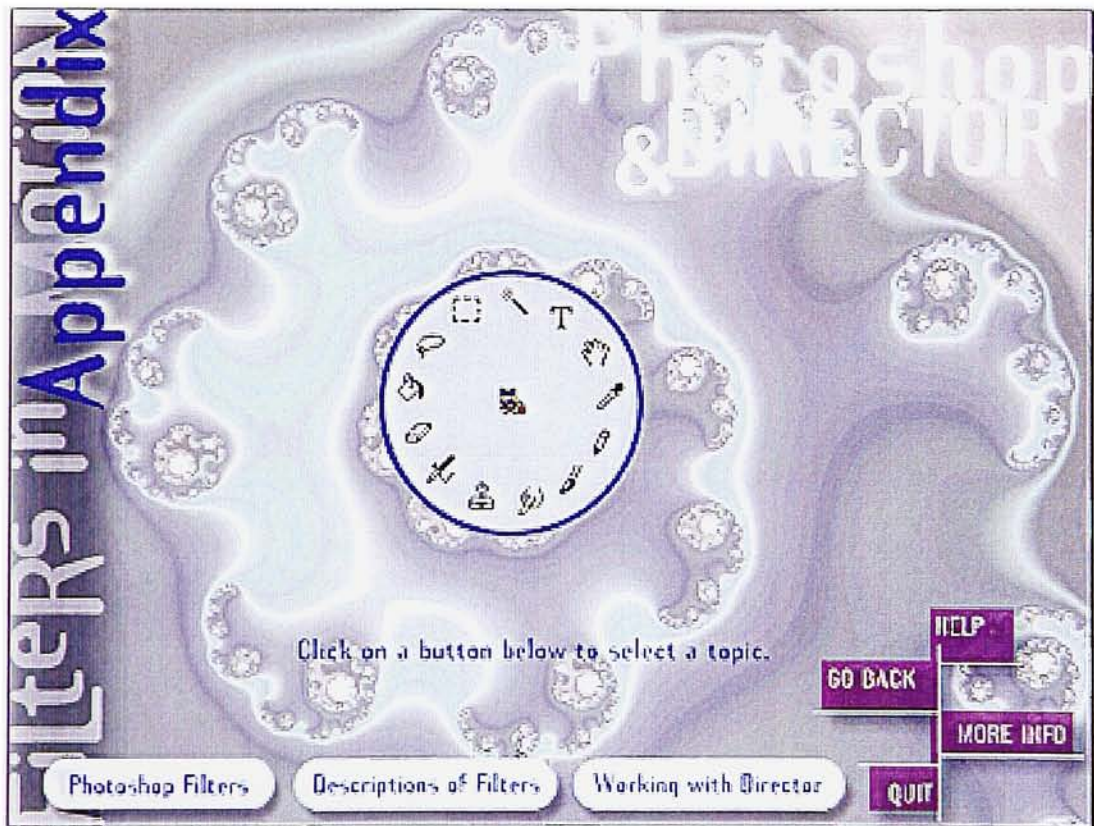 Filters in Motion
Appendix
Photoshop
& DIRECTOR
T
Click on a button below to select a topic.
HELP
GO BACK
MORE INFO
QUIT
Photoshop Filters
Descriptions of Filters
Working with Director